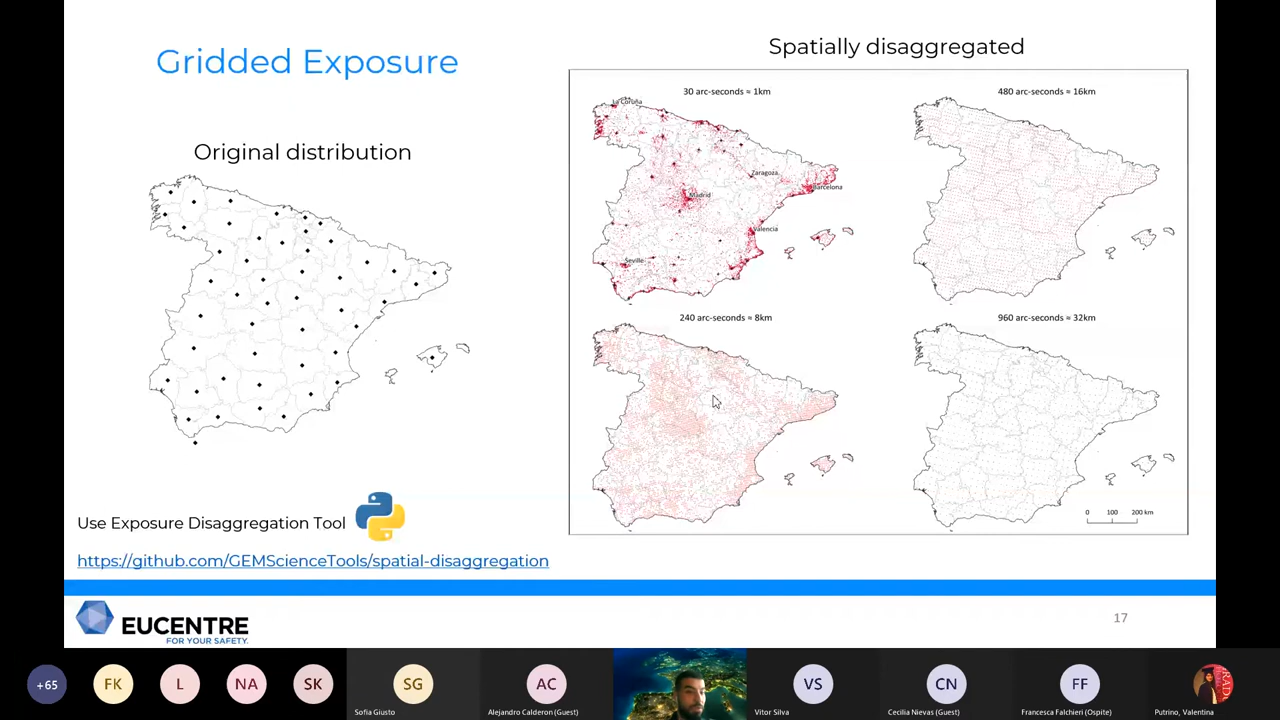 Gridded Exposure
Spatially disaggregated
Original distribution
30 arc-seconds ≈ 1km
480 arc-seconds ≈ 16km
La Coruña
Zaragoza
Barcelona
Madrid
Valencia
Seville
240 arc-seconds ≈ 8km
960 arc-seconds ≈ 32km
0 100 200 km
Use Exposure Disaggregation Tool
https://github.com/GEMScienceTools/spatial-disaggregation
EUCENTRE
FOR YOUR SAFETY.
17
+65
FK
L
NA
SK
SG
AC
VS
CN
FF
Sofia Giusto
Alejandro Calderon (Guest)
Vitor Silva
Cecilia Nievas (Guest)
Francesca Falchieri (Ospite)
Putrino, Valentina